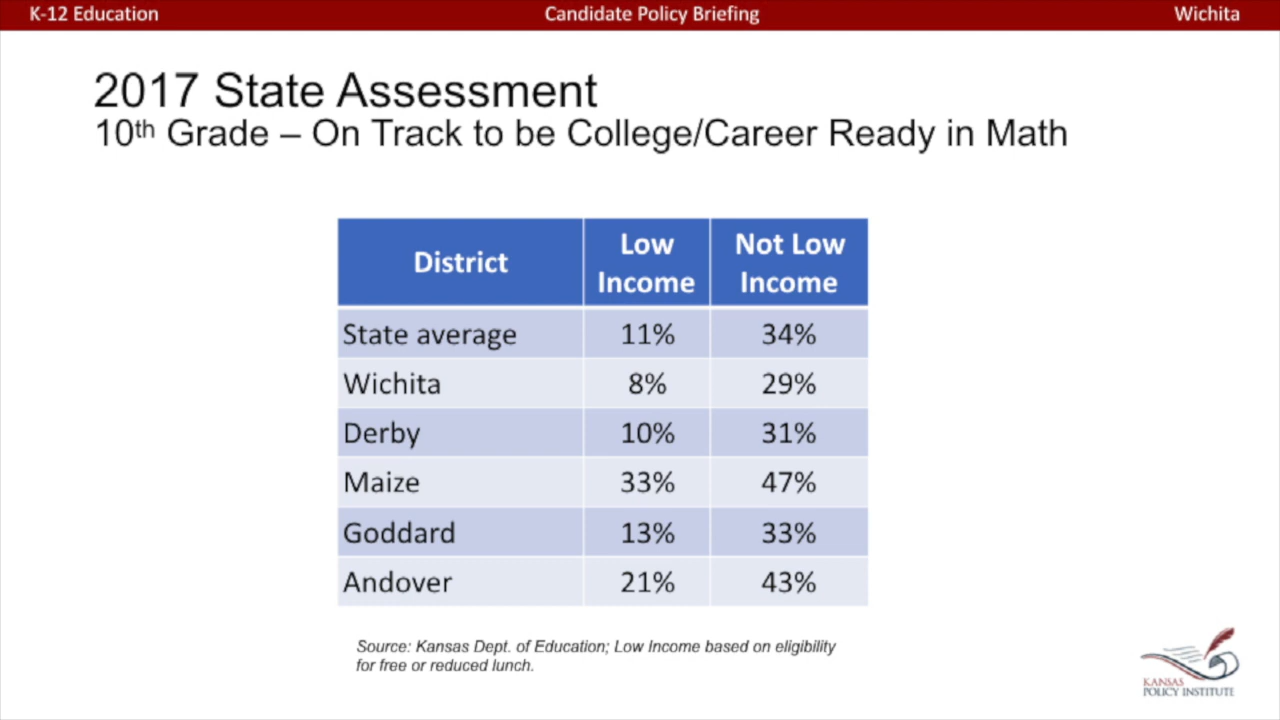 K-12 Education Candidate Policy Briefing Wichita
2017 State Assessment
10th Grade – On Track to be College/Career Ready in Math
District Low Income Not Low Income
State average 11% 34%
Wichita 8% 29%
Derby 10% 31%
Maize 33% 47%
Goddard 13% 33%
Andover 21% 43%
Source: Kansas Dept. of Education; Low Income based on eligibility
for free or reduced lunch.
KANSAS
POLICY INSTITUTE